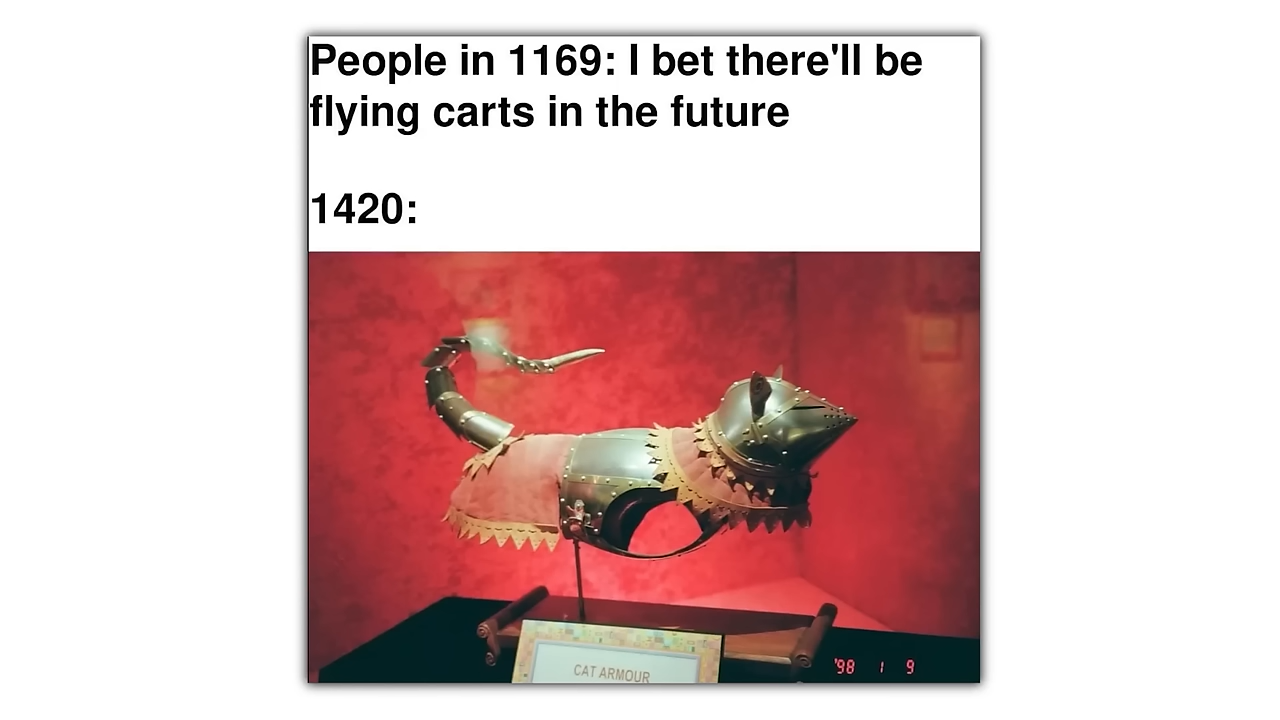 People in 1169: I bet there'll be
flying carts in the future
1420:
CAT ARMOUR
'98 1 9